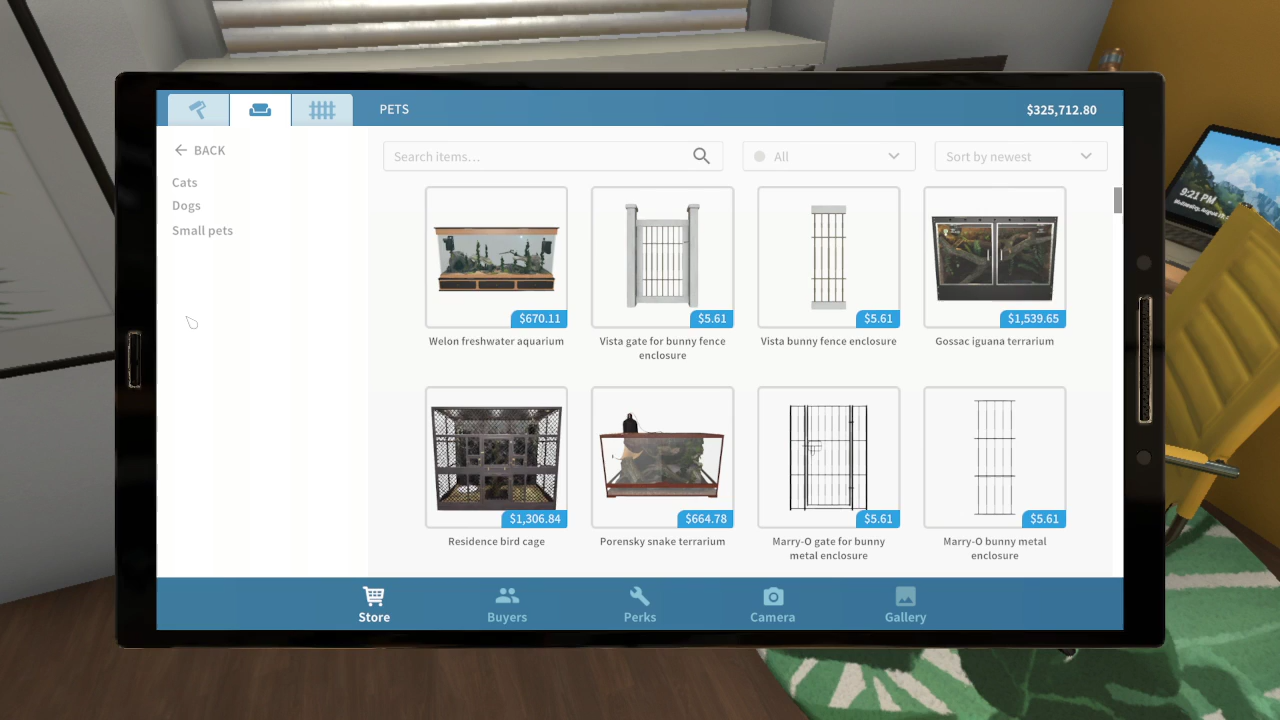 PETS
$325,712.80
BACK
Cats
Dogs
Small pets
Search items...
All
Sort by newest
$670.11
$5.61
$5.61
$1,539.65
Welon freshwater aquarium
Vista gate for bunny fence
enclosure
Vista bunny fence enclosure
Gossac iguana terrarium
$1,306.84
$664.78
$5.61
$5.61
Residence bird cage
Porensky snake terrarium
Marry-O gate for bunny
metal enclosure
Marry-O bunny metal
enclosure
Store
Buyers
Perks
Camera
Gallery
9:21 PM
Wednesday, August